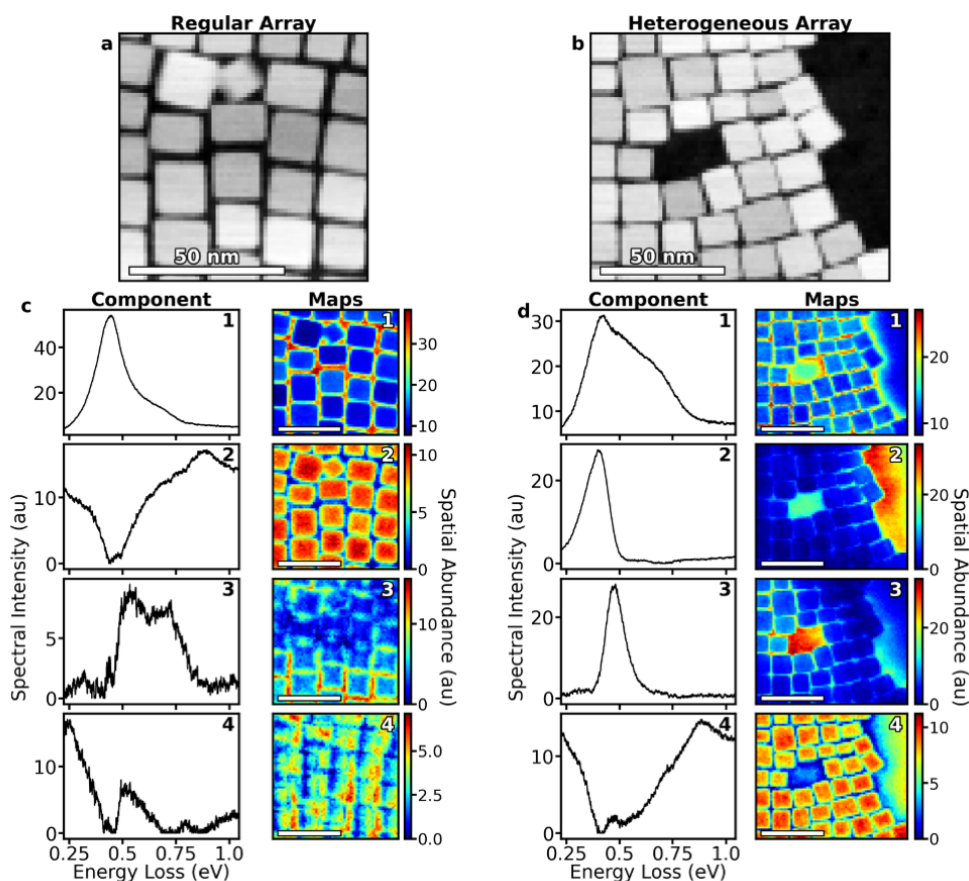 Regular Array
Heterogeneous Array
a
b
50 nm
50 nm
c
Component
Maps
d
Component
Maps
1
1
1
1
40
20
30
20
10
30
20
10
20
10
2
2
2
2
10
0
10
5
0
20
0
20
0
3
3
3
3
5
0
10
0
20
0
20
0
4
4
4
4
10
0
5.0
2.5
0.0
10
0
10
5
0
Spectral Intensity (au)
Spatial Abundance (au)
Spectral Intensity (au)
Spatial Abundance (au)
0.25 0.5 0.75 1.0
0.25 0.5 0.75 1.0
Energy Loss (eV)
Energy Loss (eV)